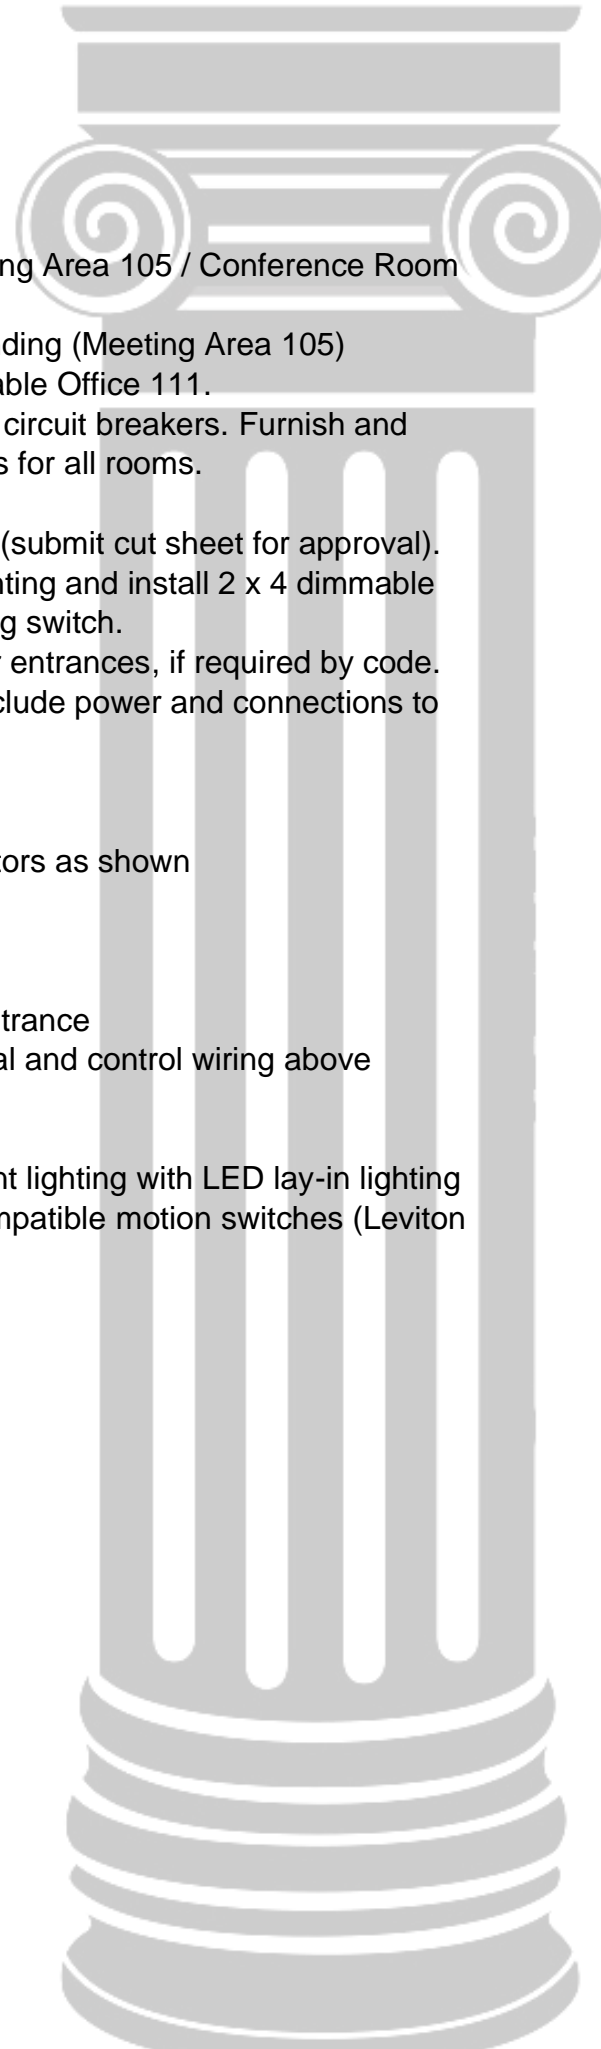 ng Area 105 / Conference Room
ding (Meeting Area 105)
able Office 111.
circuit breakers. Furnish and
s for all rooms.
(submit cut sheet for approval).
nting and install 2 x 4 dimmable
g switch.
r entrances, if required by code.
clude power and connections to
tors as shown
trance
al and control wiring above
nt lighting with LED lay-in lighting
mpatible motion switches (Leviton